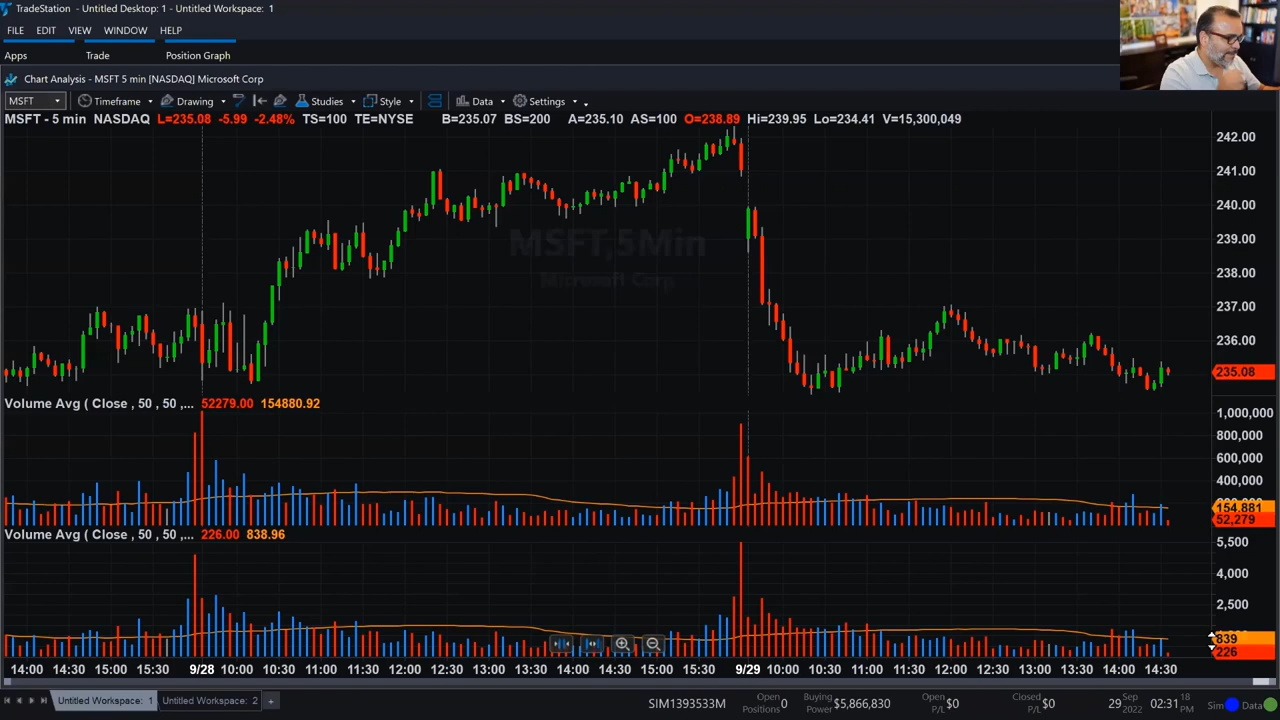 TradeStation - Untitled Desktop: 1 - Untitled Workspace: 1
FILE EDIT VIEW WINDOW HELP
Apps Trade Position Graph
Chart Analysis - MSFT 5 min [NASDAQ] Microsoft Corp
MSFT Timeframe Drawing Studies Style Data Settings
MSFT - 5 min NASDAQ L=235.08 -5.99 -2.48% TS=100 TE=NYSE B=235.07 BS=200 A=235.10 AS=100 O=238.89 Hi=239.95 Lo=234.41 V=15,300,049
242.00
241.00
240.00
239.00
MSFT,5Min
Microsoft Corp
238.00
237.00
236.00
235.08
Volume Avg ( Close , 50 , 50 ,... 52279.00 154880.92
1,000,000
800,000
600,000
400,000
154,881
52,279
Volume Avg ( Close , 50 , 50 ,... 226.00 838.96
5,500
4,000
2,500
839
226
14:00 14:30 15:00 15:30 9/28 10:00 10:30 11:00 11:30 12:00 12:30 13:00 13:30 14:00 14:30 15:00 15:30 9/29 10:00 10:30 11:00 11:30 12:00 12:30 13:00 13:30 14:00 14:30
Untitled Workspace: 1 Untitled Workspace: 2 +
SIM1393533M Open Positions 0 Buying Power $5,866,830 Open P/L $0 Closed P/L $0 29 Sep 2022 02:31 18 PM Sim Data